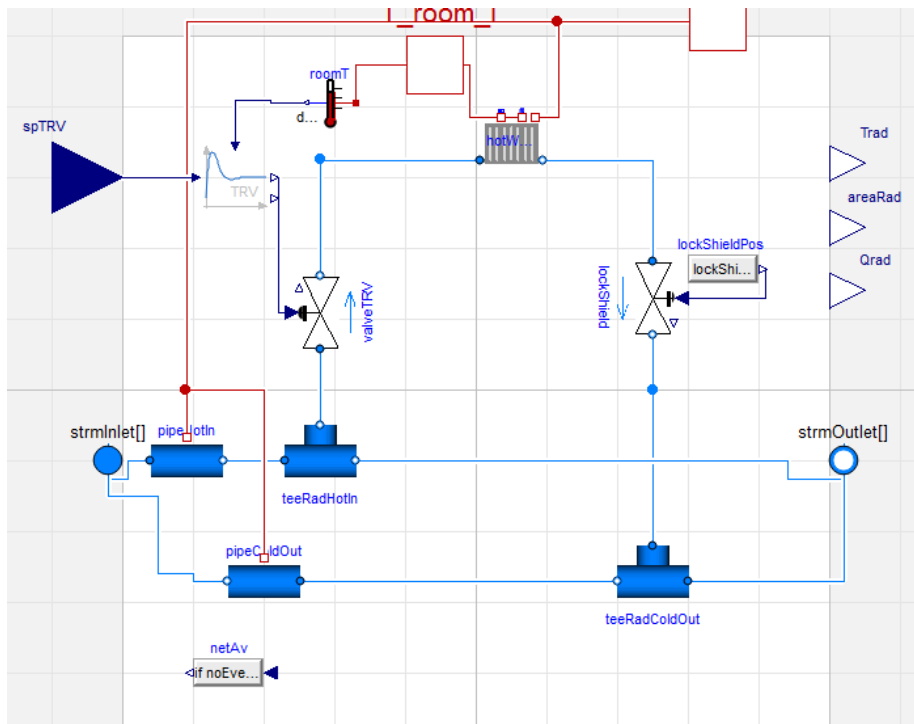 T_room_T
roomT
d...
spTRV
TRV
hotW...
Trad
areaRad
Qrad
lockShieldPos
lockShi...
valveTRV
lockShield
strmInlet[]
pipeHotIn
strmOutlet[]
teeRadHotIn
pipeColdOut
teeRadColdOut
netAv
if noEve...